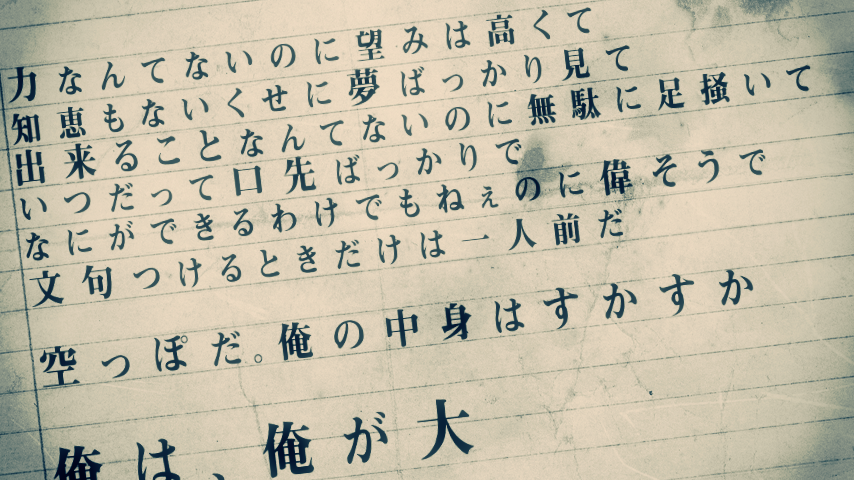 力なんてないのに望みは高くて
知恵もないくせに夢ばっかり見て
出来ることなんてないのに無駄に足掻いて
いつだって口先ばっかりで
なにができるわけでもねぇのに偉そうで
文句つけるときだけは一人前だ
空っぽだ。俺の中身はすかすか
俺は、俺が大